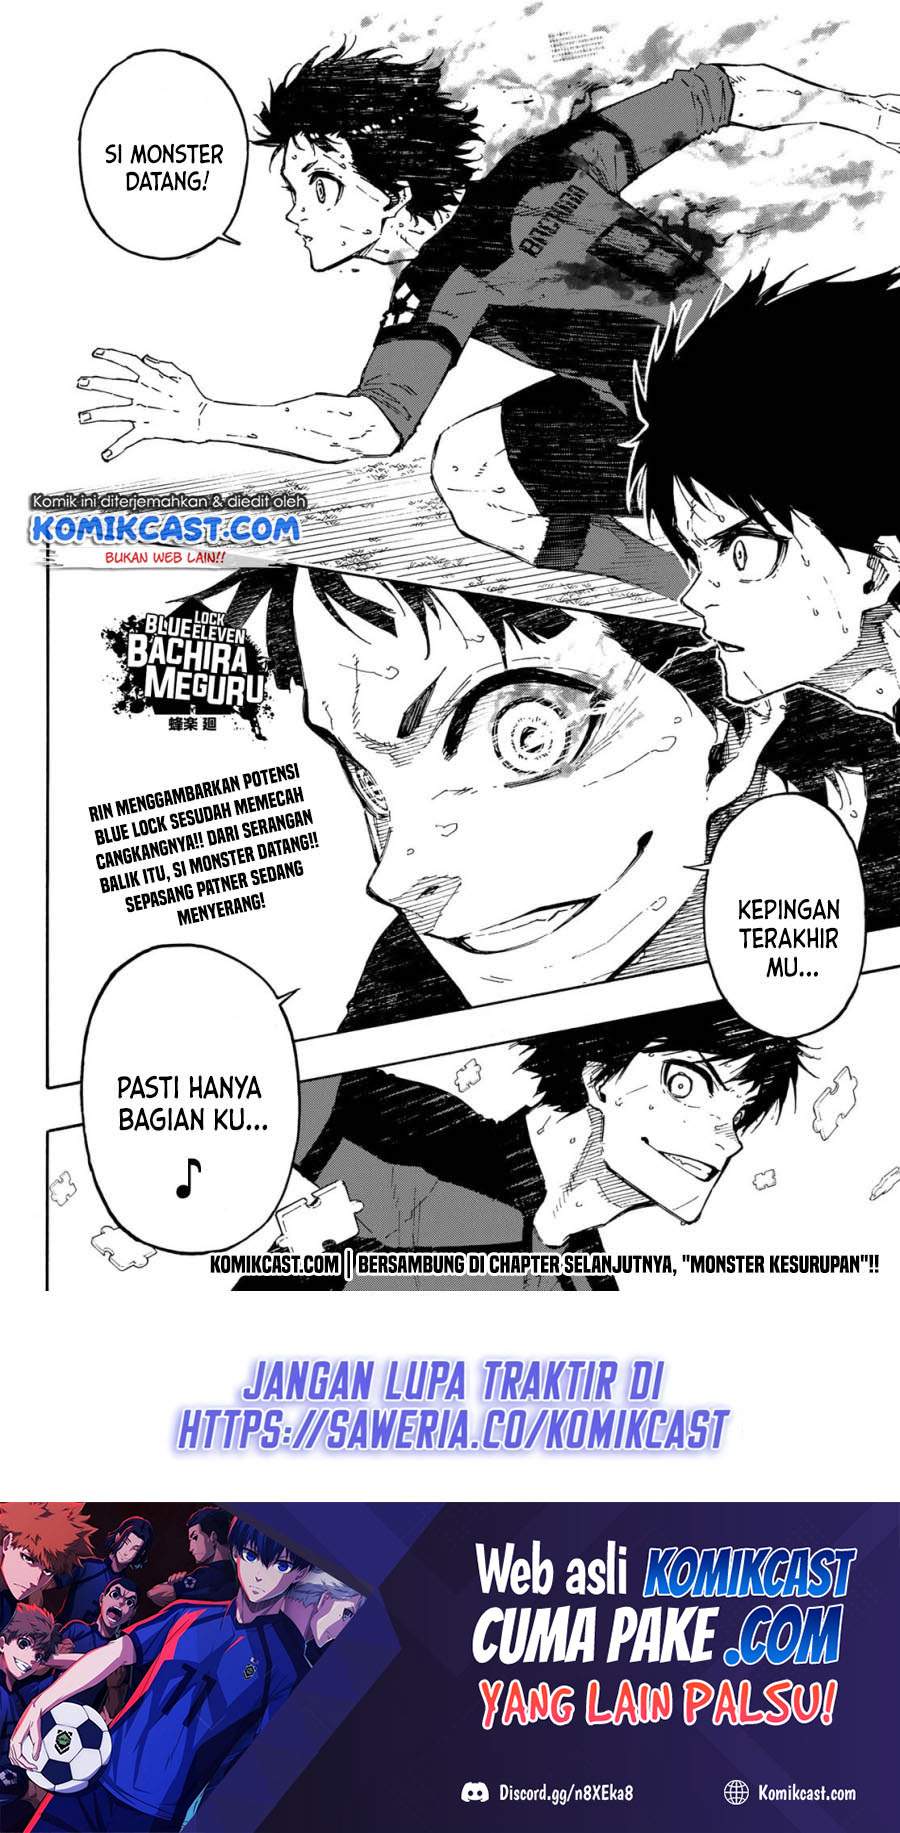 SI MONSTER
DATANG!
BACHIRA
Komik ini diterjemahkan & diedit oleh
KOMIKCAST.COM
BUKAN WEB LAIN!!
BLUE LOCK
ELEVEN
BACHIRA
MEGURU
蜂楽 廻
RIN MENGGAMBARKAN POTENSI
BLUE LOCK SESUDAH MEMECAH
CANGKANGNYA!! DARI SERANGAN
BALIK ITU, SI MONSTER DATANG!!
SEPASANG PATNER SEDANG
MENYERANG!
KEPINGAN
TERAKHIR
MU...
PASTI HANYA
BAGIAN KU...
♪
KOMIKCAST.COM | BERSAMBUNG DI CHAPTER SELANJUTNYA, "MONSTER KESURUPAN"!!
JANGAN LUPA TRAKTIR DI
HTTPS://SAWERIA.CO/KOMIKCAST
Web asli KOMIKCAST
CUMA PAKE .COM
YANG LAIN PALSU!
Discord.gg/n8XEka8
Komikcast.com